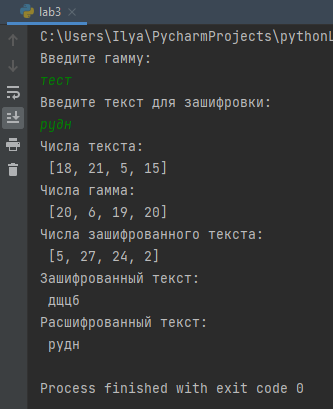 lab3
C:\Users\Ilya\PycharmProjects\pythonL
Введите гамму:
тест
Введите текст для зашифровки:
рудн
Числа текста:
[18, 21, 5, 15]
Числа гамма:
[20, 6, 19, 20]
Числа зашифрованного текста:
[5, 27, 24, 2]
Зашифрованный текст:
дщцб
Расшифрованный текст:
рудн
Process finished with exit code 0